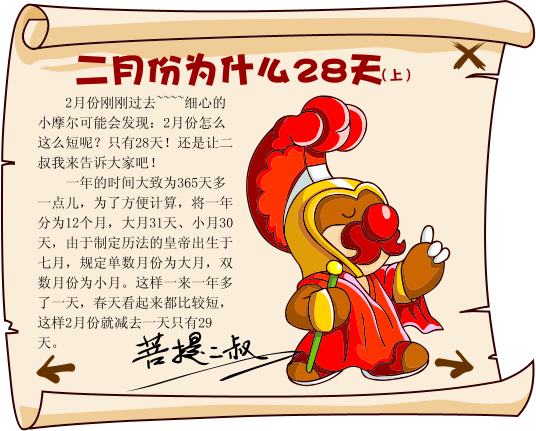 二月份为什么28天(上)
2月份刚刚过去~~~~细心的
小摩尔可能会发现：2月份怎么
这么短呢？只有28天！还是让二
叔我来告诉大家吧！
一年的时间大致为365天多
一点儿，为了方便计算，将一年
分为12个月，大月31天、小月30
天，由于制定历法的皇帝出生于
七月，规定单数月份为大月，双
数月份为小月。这样一来一年多
了一天，春天看起来都比较短，
这样2月份就减去一天只有29
天。
菩提二叔